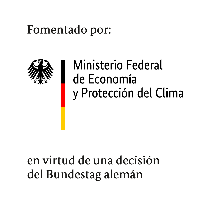 Fomentado por:
Ministerio Federal
de Economía
y Protección del Clima
en virtud de una decisión
del Bundestag alemán